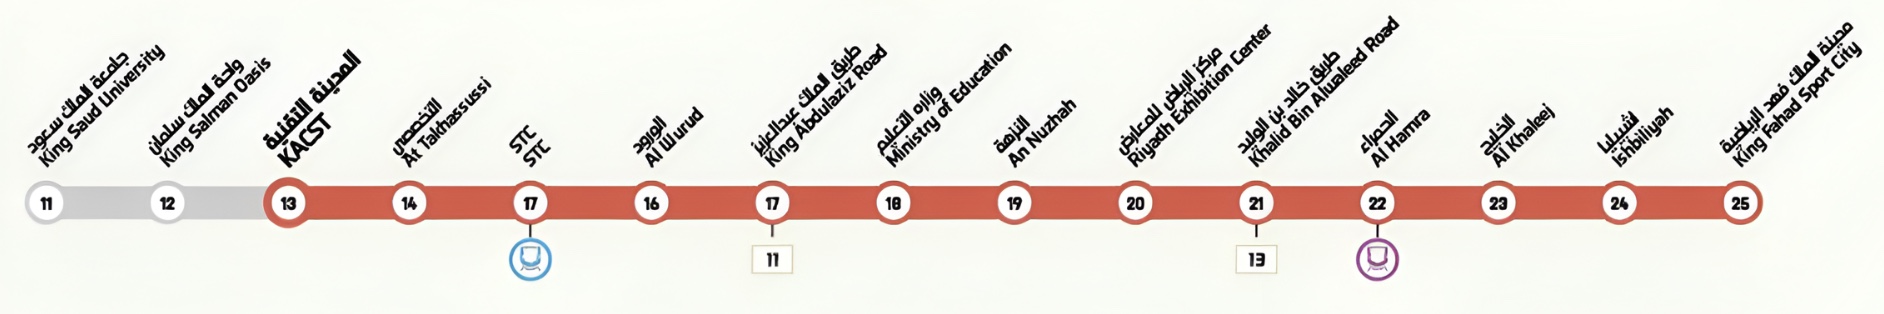 جامعة الملك سعود
King Saud University
واحة الملك سلمان
King Salman Oasis
المدينة التقنية
KACST
التخصصي
At Takhassussi
STC
STC
الورود
Al Wurud
طريق الملك عبدالعزيز
King Abdulaziz Road
وزارة التعليم
Ministry of Education
النزهة
An Nuzhah
مركز الرياض للمعارض
Riyadh Exhibition Center
طريق خالد بن الوليد
Khalid Bin Alwaleed Road
الحمراء
Al Hamra
الخليج
Al Khaleej
اشبيليا
Ishbiliyah
مدينة الملك فهد الرياضية
King Fahad Sport City
11 12 13 14 17 16 17 18 19 20 21 22 23 24 25
11 13